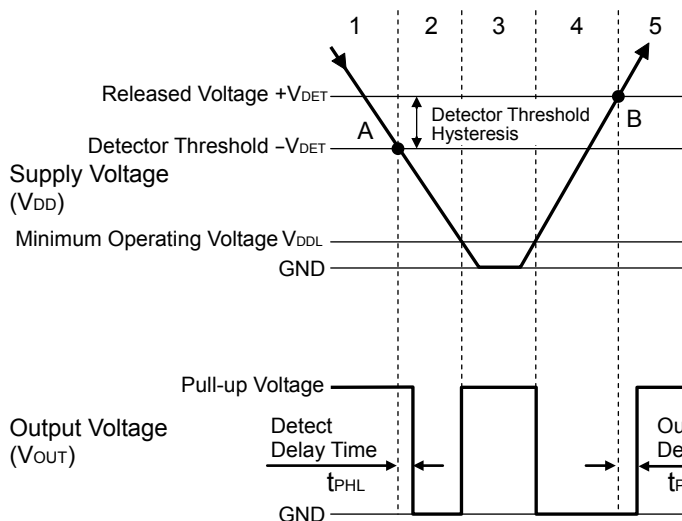 1 2 3 4 5
Released Voltage +VDET
A
B
Detector Threshold
Hysteresis
Detector Threshold –VDET
Supply Voltage
(VDD)
Minimum Operating Voltage VDDL
GND
Pull-up Voltage
Output Voltage
(VOUT)
Detect
Delay Time
tPHL
GND